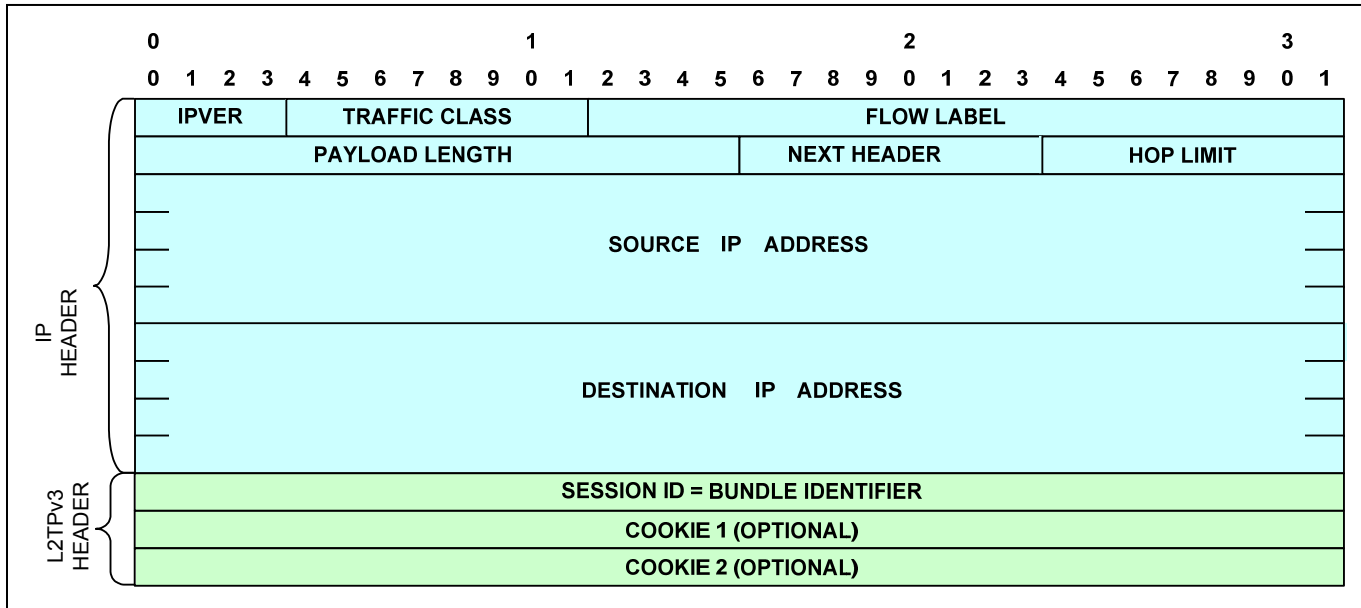 0 1 2 3
0 1 2 3 4 5 6 7 8 9 0 1 2 3 4 5 6 7 8 9 0 1 2 3 4 5 6 7 8 9 0 1
IPVER TRAFFIC CLASS FLOW LABEL
PAYLOAD LENGTH NEXT HEADER HOP LIMIT
SOURCE IP ADDRESS
IP
HEADER
DESTINATION IP ADDRESS
L2TPv3
HEADER
SESSION ID = BUNDLE IDENTIFIER
COOKIE 1 (OPTIONAL)
COOKIE 2 (OPTIONAL)